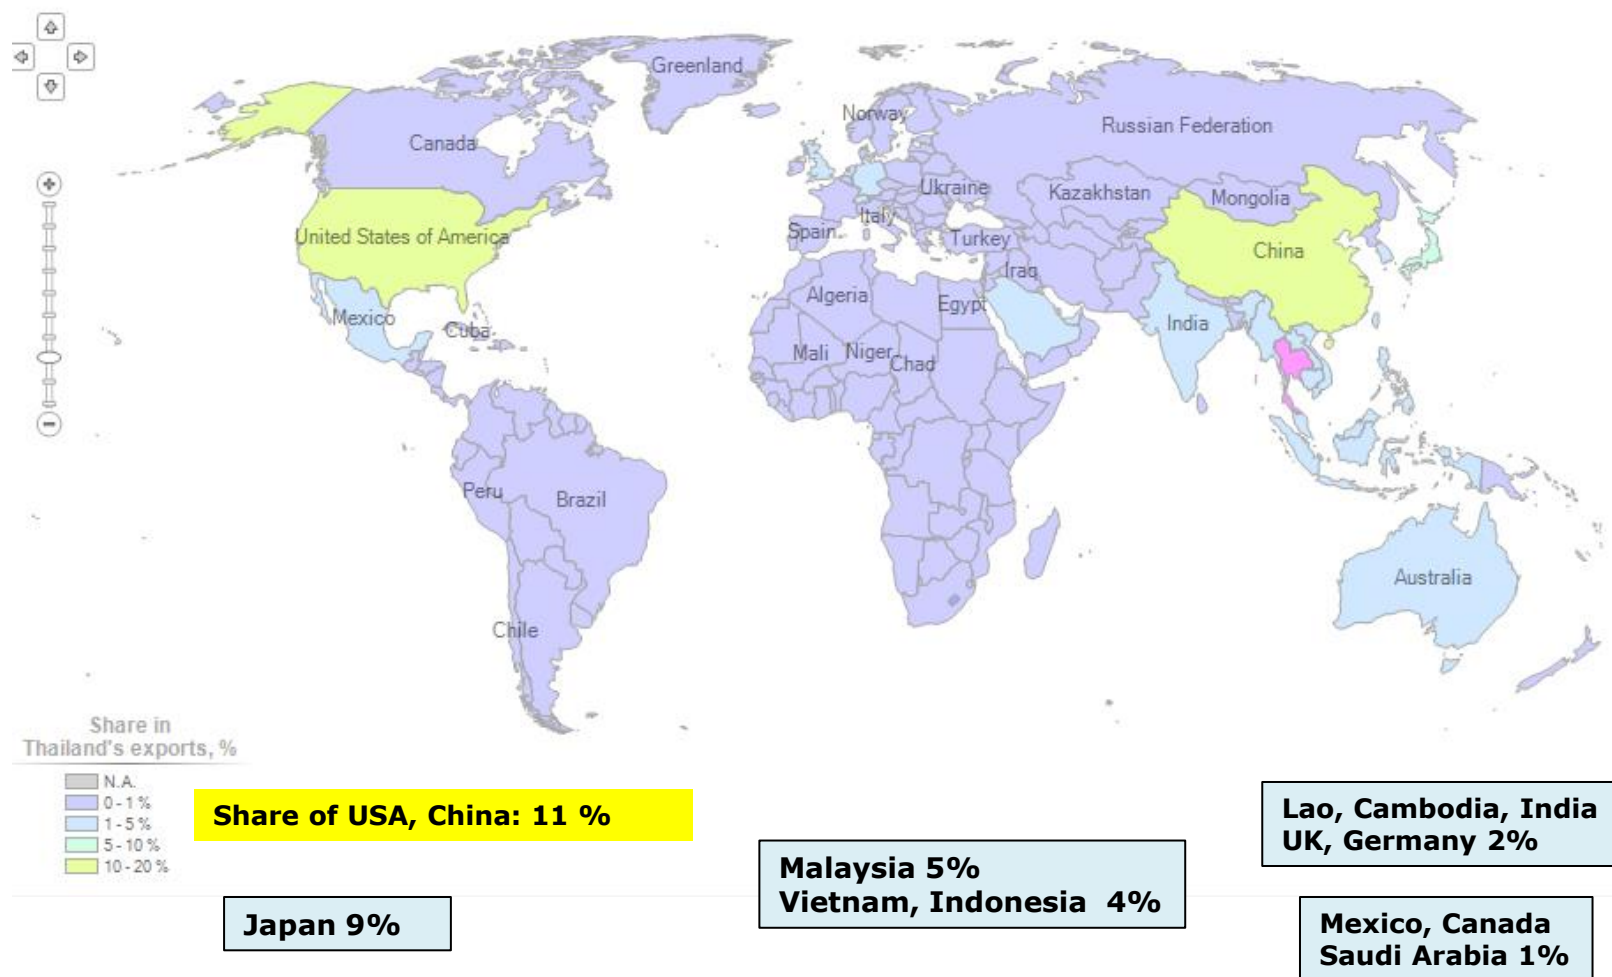 Greenland
Norway
Russian Federation
Canada
Ukraine
Kazakhstan
Mongolia
Italy
Spain
Turkey
United States of America
China
Iraq
Algeria
Egypt
Mexico
Cuba
India
Mali
Niger
Chad
Peru
Brazil
Australia
Chile
Share in
Thailand's exports, %
N.A.
0 - 1 %
1 - 5 %
5 - 10 %
10 - 20 %
Share of USA, China: 11 %
Japan 9%
Malaysia 5%
Vietnam, Indonesia 4%
Lao, Cambodia, India
UK, Germany 2%
Mexico, Canada
Saudi Arabia 1%